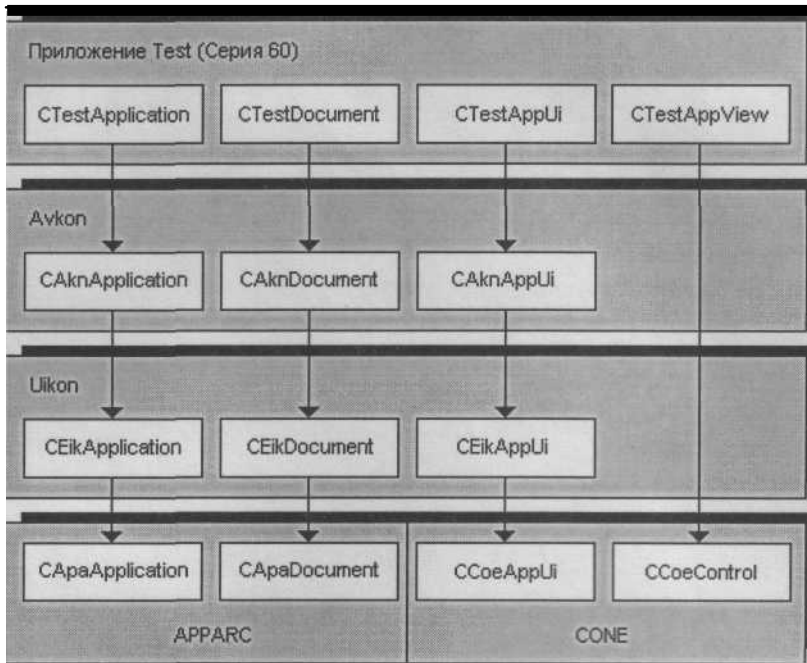 Приложение Test (Серия 60)
CTestApplication CTestDocument CTestAppUi CTestAppView
Avkon
CAknApplication CAknDocument CAknAppUi
Uikon
CEikApplication CEikDocument CEikAppUi
CApaApplication CApaDocument CCoeAppUi CCoeControl
APPARC CONE